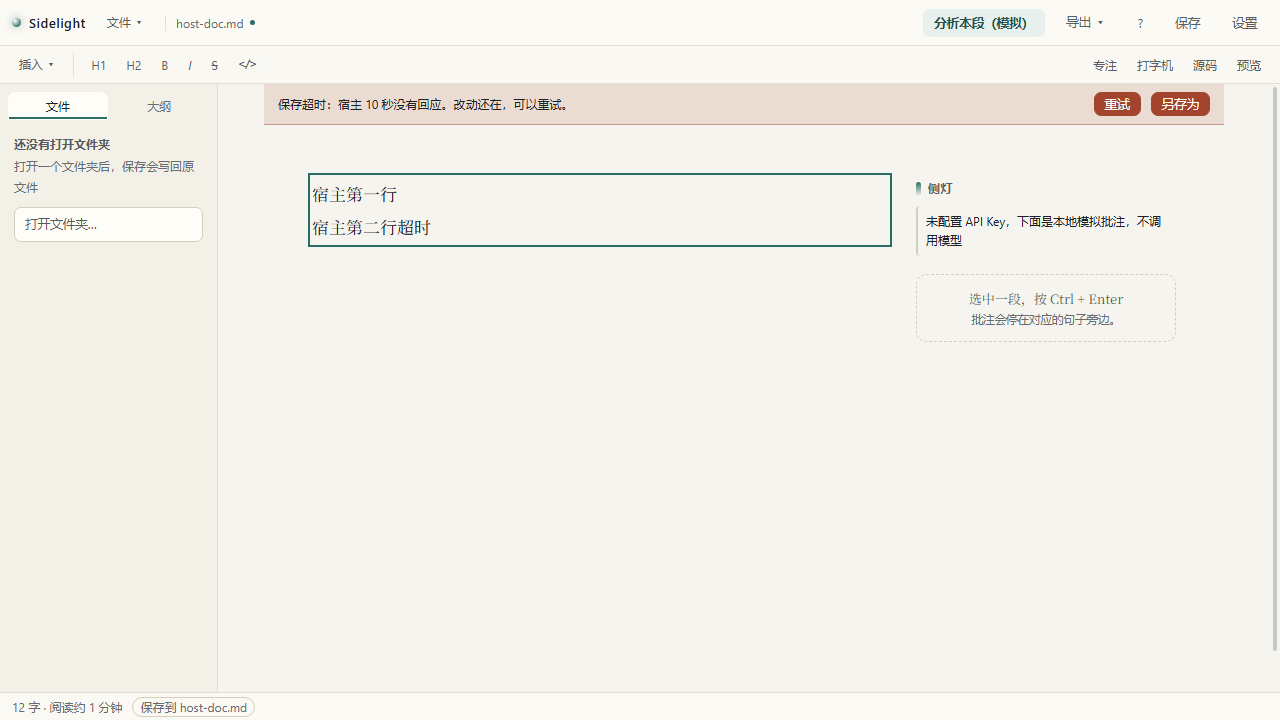 Sidelight 文件 host-doc.md 分析本段（模拟） 导出 ? 保存 设置
插入 H1 H2 B I S </> 专注 打字机 源码 预览
文件 大纲
还没有打开文件夹
打开一个文件夹后，保存会写回原
文件
打开文件夹...
保存超时：宿主 10 秒没有回应。改动还在，可以重试。 重试 另存为
宿主第一行
宿主第二行超时
侧灯
未配置 API Key，下面是本地模拟批注，不调
用模型
选中一段，按 Ctrl + Enter
批注会停在对应的句子旁边。
12 字 · 阅读约 1 分钟 保存到 host-doc.md